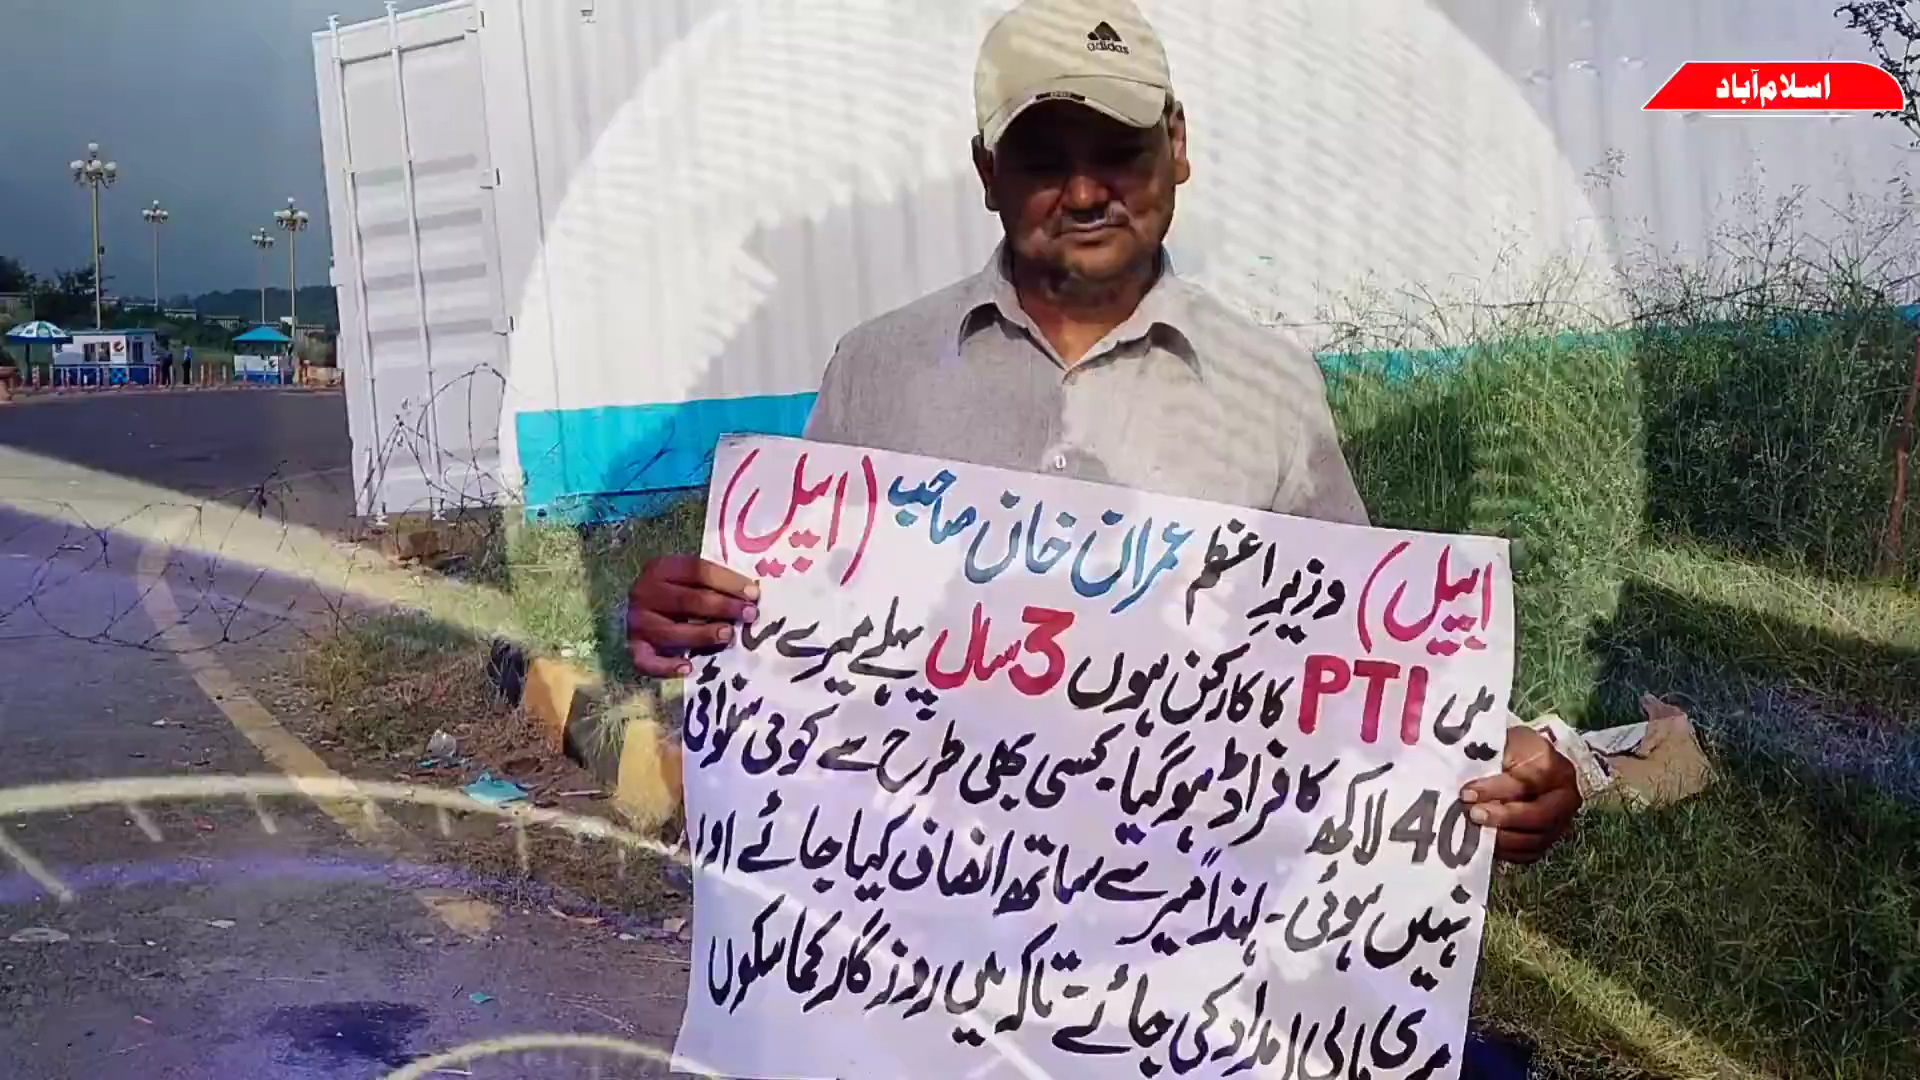 adidas
اسلام آباد
اپیل) وزیرِ اعظم عمران خان صاحب (اپیل)
میں PTI کا کارکن ہوں 3 سال پہلے میرے سا
40 لاکھ کا فراڈ ہو گیا۔ کسی بھی طرح سے کوئی شنوائی
نہیں ہوئی۔ لہٰذا میرے ساتھ انصاف کیا جائے اور
مری مالی امداد کی جائے تاکہ میں روزگار کما سکوں